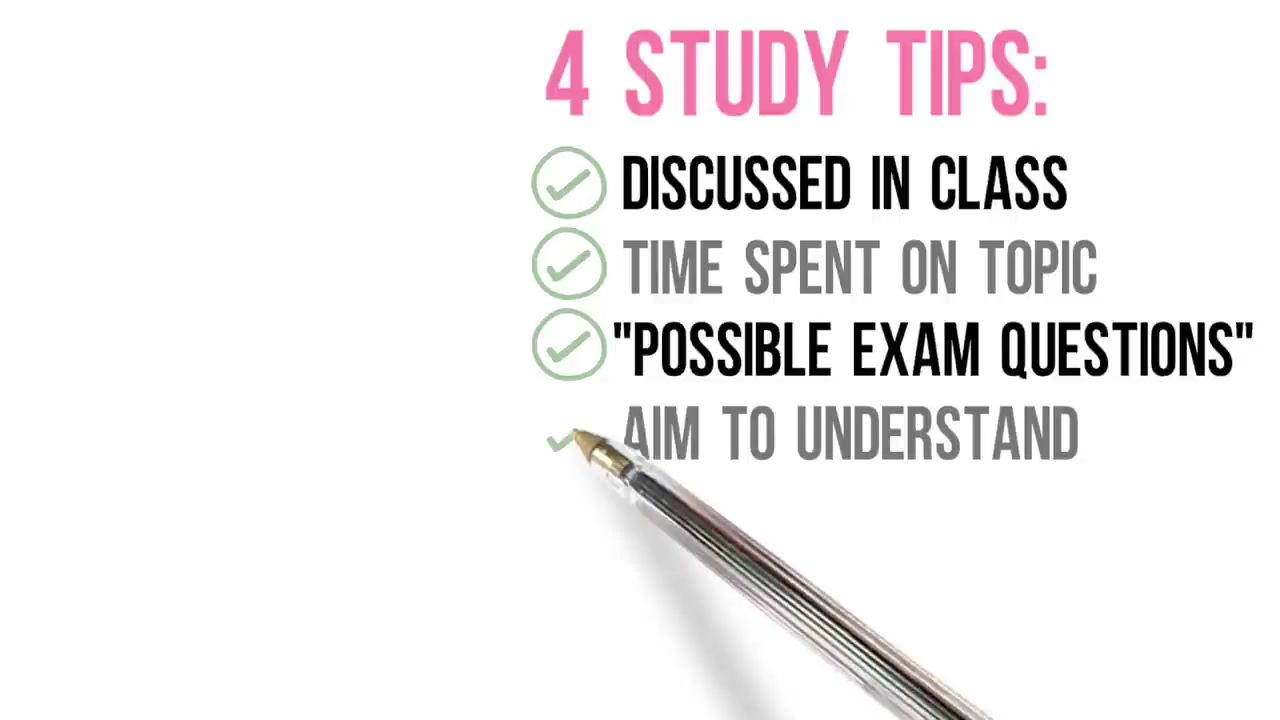 4 STUDY TIPS:
DISCUSSED IN CLASS
TIME SPENT ON TOPIC
"POSSIBLE EXAM QUESTIONS"
AIM TO UNDERSTAND